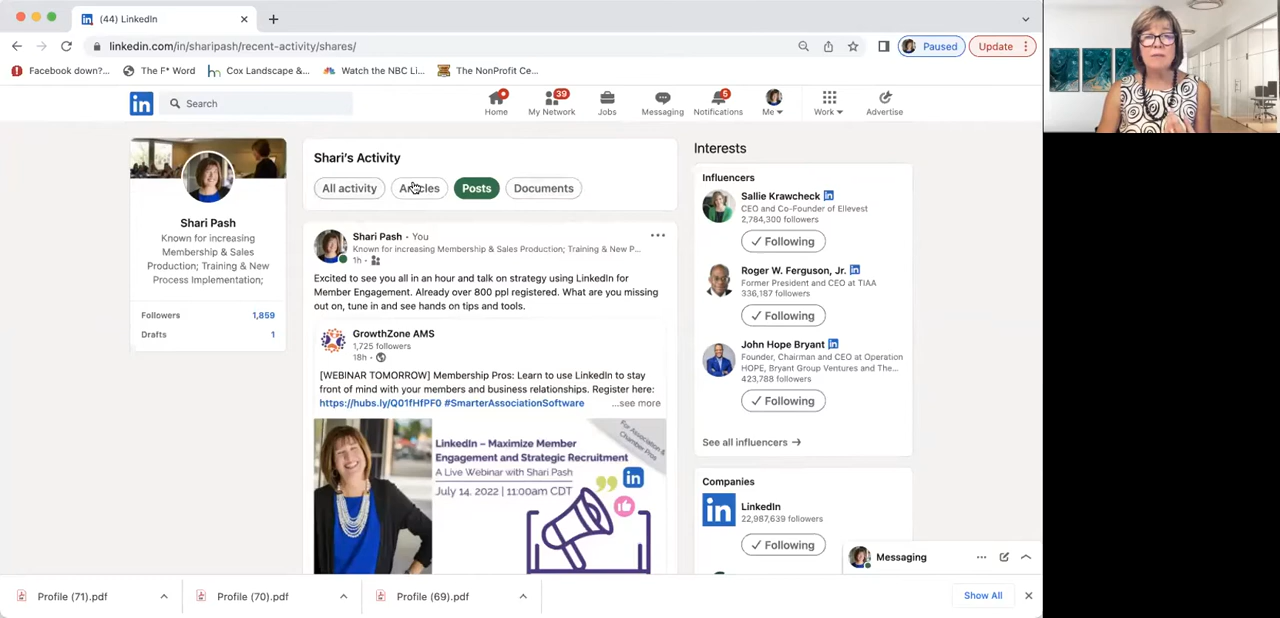 (44) LinkedIn
linkedin.com/in/sharipash/recent-activity/shares/
Paused
Update
Facebook down?...
The F* Word
Cox Landscape &...
Watch the NBC Li...
The NonProfit Ce...
in
Search
Home
39
My Network
Jobs
Messaging
6
Notifications
Me
Work
Advertise
Shari Pash
Known for increasing
Membership & Sales
Production; Training & New
Process Implementation;
Followers 1,859
Drafts 1
Shari's Activity
All activity
Articles
Posts
Documents
Shari Pash • You
Known for increasing Membership & Sales Production; Training & New P...
1h •
Excited to see you all in an hour and talk on strategy using LinkedIn for
Member Engagement. Already over 800 ppl registered. What are you missing
out on, tune in and see hands on tips and tools.
GrowthZone AMS
1,725 followers
18h •
[WEBINAR TOMORROW] Membership Pros: Learn to use LinkedIn to stay
front of mind with your members and business relationships. Register here:
https://hubs.ly/Q01fHfPF0 #SmarterAssociationSoftware ...see more
For Association &
Chamber Pros
LinkedIn – Maximize Member
Engagement and Strategic Recruitment
A Live Webinar with Shari Pash
July 14, 2022 | 11:00am CDT
in
Interests
Influencers
Sallie Krawcheck in
CEO and Co-Founder of Ellevest
2,784,300 followers
✓ Following
Roger W. Ferguson, Jr. in
Former President and CEO at TIAA
336,187 followers
✓ Following
John Hope Bryant in
Founder, Chairman and CEO at Operation
HOPE, Bryant Group Ventures and The...
423,788 followers
✓ Following
See all influencers →
Companies
in
LinkedIn
22,987,639 followers
✓ Following
Messaging
Profile (71).pdf
Profile (70).pdf
Profile (69).pdf
Show All